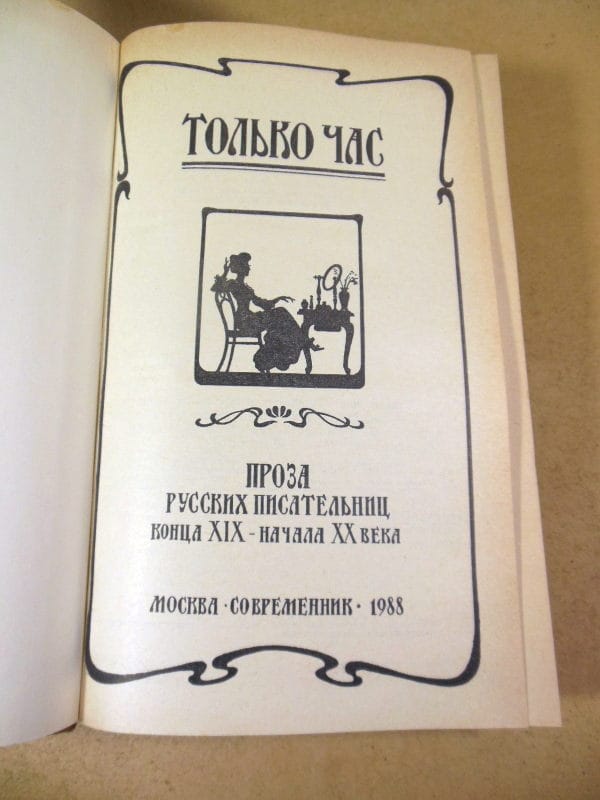 ТОЛЬКО ЧАС
ПРОЗА
РУССКИХ ПИСАТЕЛЬНИЦ
КОНЦА XIX - НАЧАЛА XX ВЕКА
МОСКВА · СОВРЕМЕННИК · 1988